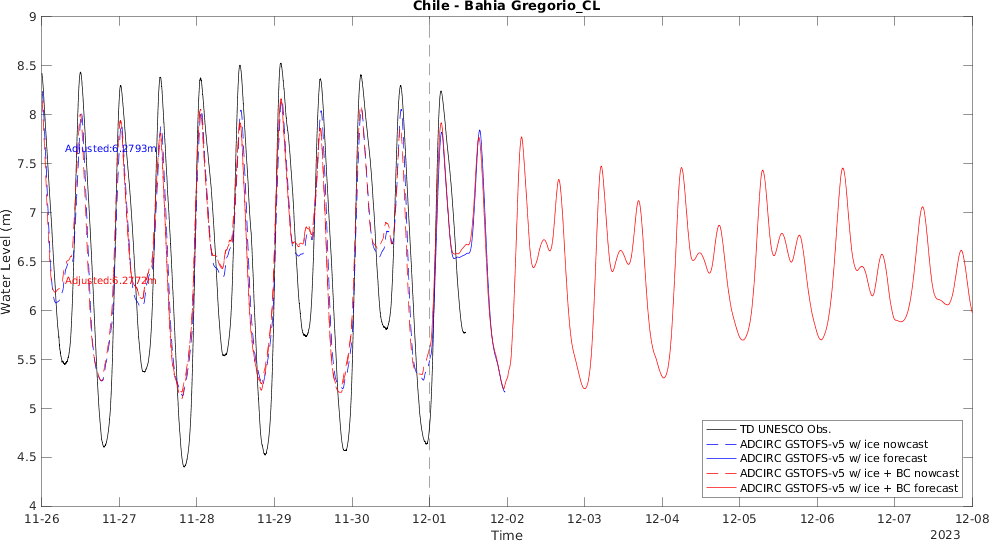 Chile - Bahia Gregorio_CL
9
8.5
8
7.5
7
6.5
6
5.5
5
4.5
4
Water Level (m)
Adjusted:6.2793m
Adjusted:6.2772m
TD UNESCO Obs.
ADCIRC GSTOFS-v5 w/ ice nowcast
ADCIRC GSTOFS-v5 w/ ice forecast
ADCIRC GSTOFS-v5 w/ ice + BC nowcast
ADCIRC GSTOFS-v5 w/ ice + BC forecast
11-26 11-27 11-28 11-29 11-30 12-01 12-02 12-03 12-04 12-05 12-06 12-07 12-08
Time
2023